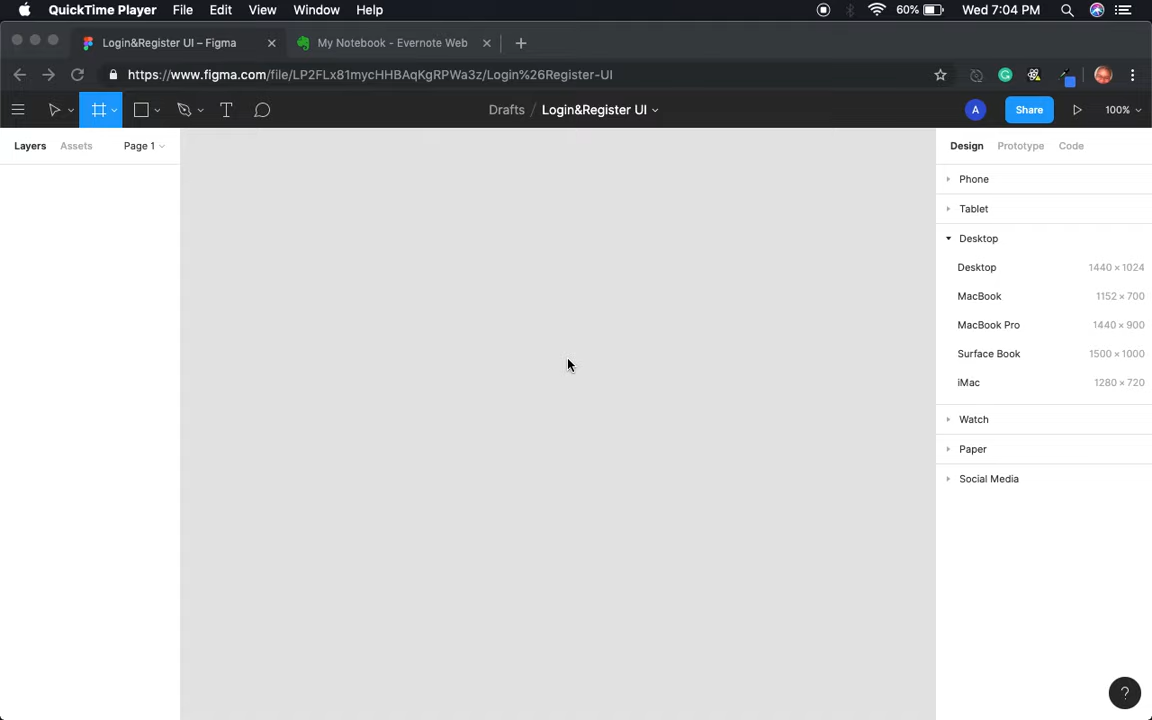 QuickTime Player File Edit View Window Help 60% Wed 7:04 PM
Login&Register UI – Figma My Notebook - Evernote Web
https://www.figma.com/file/LP2FLx81mycHHBAqKgRPWa3z/Login%26Register-UI
Drafts / Login&Register UI A Share 100%
Layers Assets Page 1 Design Prototype Code
Phone
Tablet
Desktop
Desktop 1440 × 1024
MacBook 1152 × 700
MacBook Pro 1440 × 900
Surface Book 1500 × 1000
iMac 1280 × 720
Watch
Paper
Social Media
?